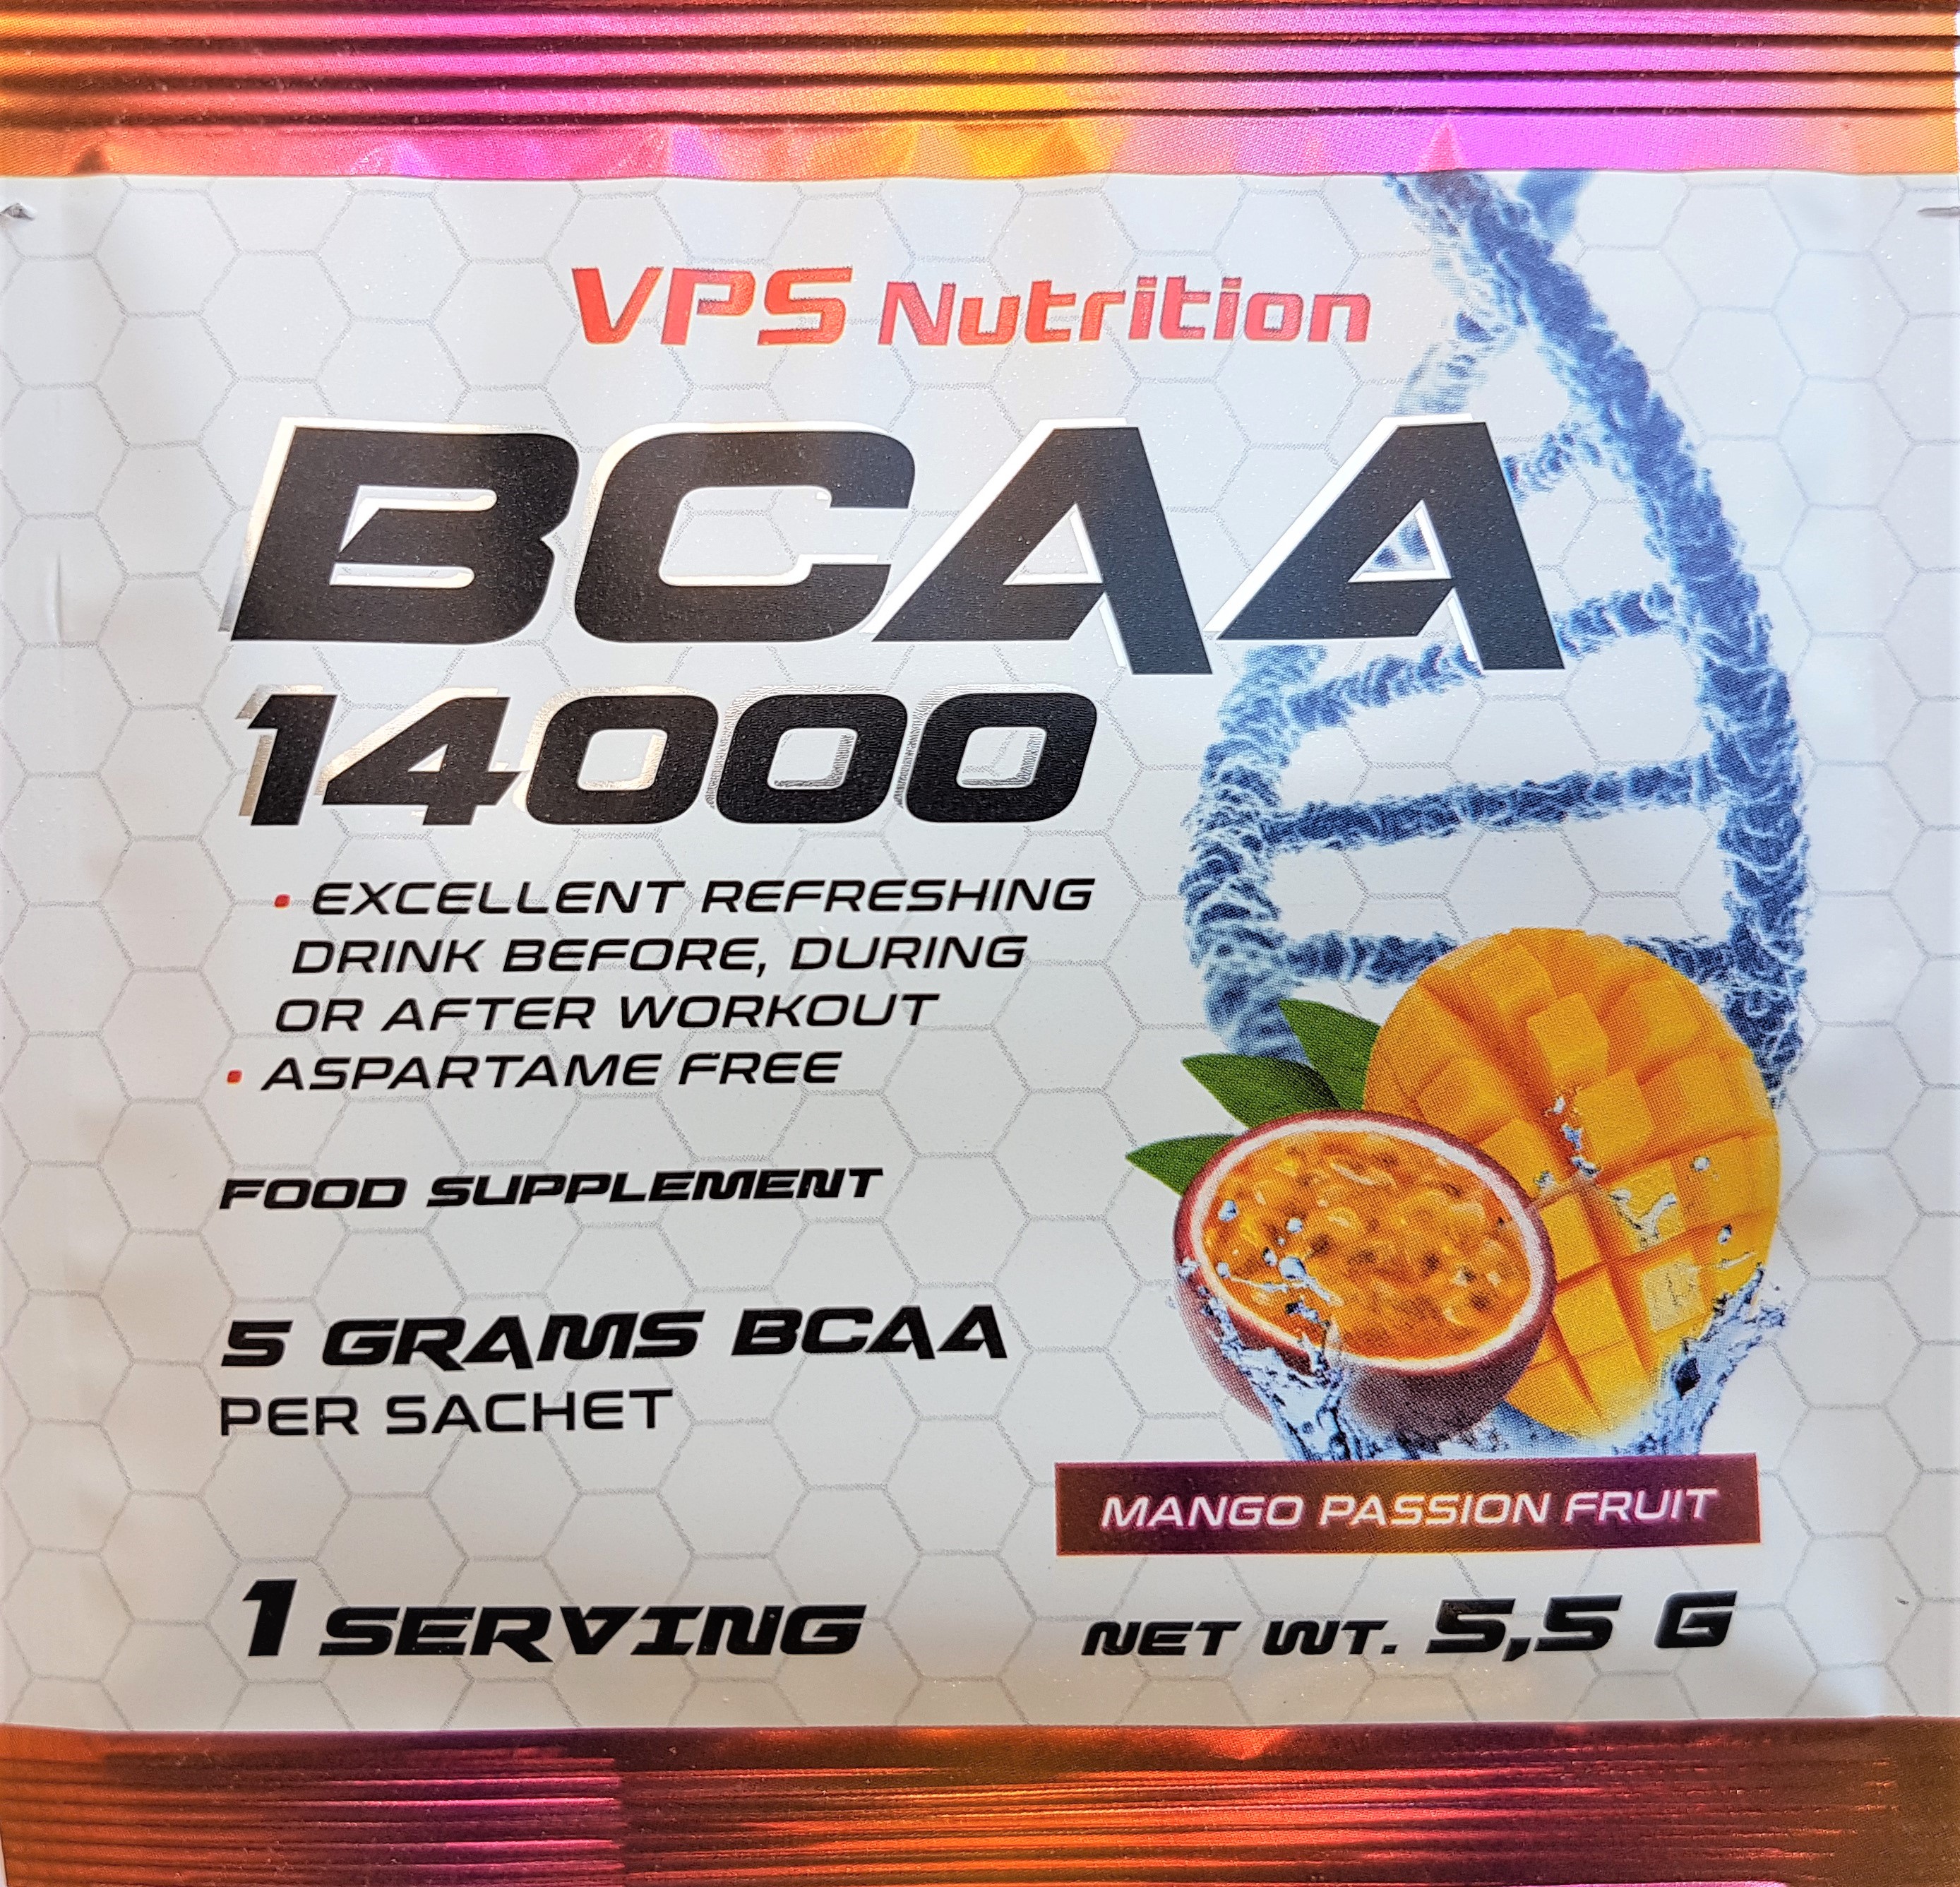 VPS Nutrition
BCAA
14000
• EXCELLENT REFRESHING
DRINK BEFORE, DURING
OR AFTER WORKOUT
• ASPARTAME FREE
FOOD SUPPLEMENT
5 GRAMS BCAA
PER SACHET
MANGO PASSION FRUIT
1 SERVING
NET WT. 5,5 G